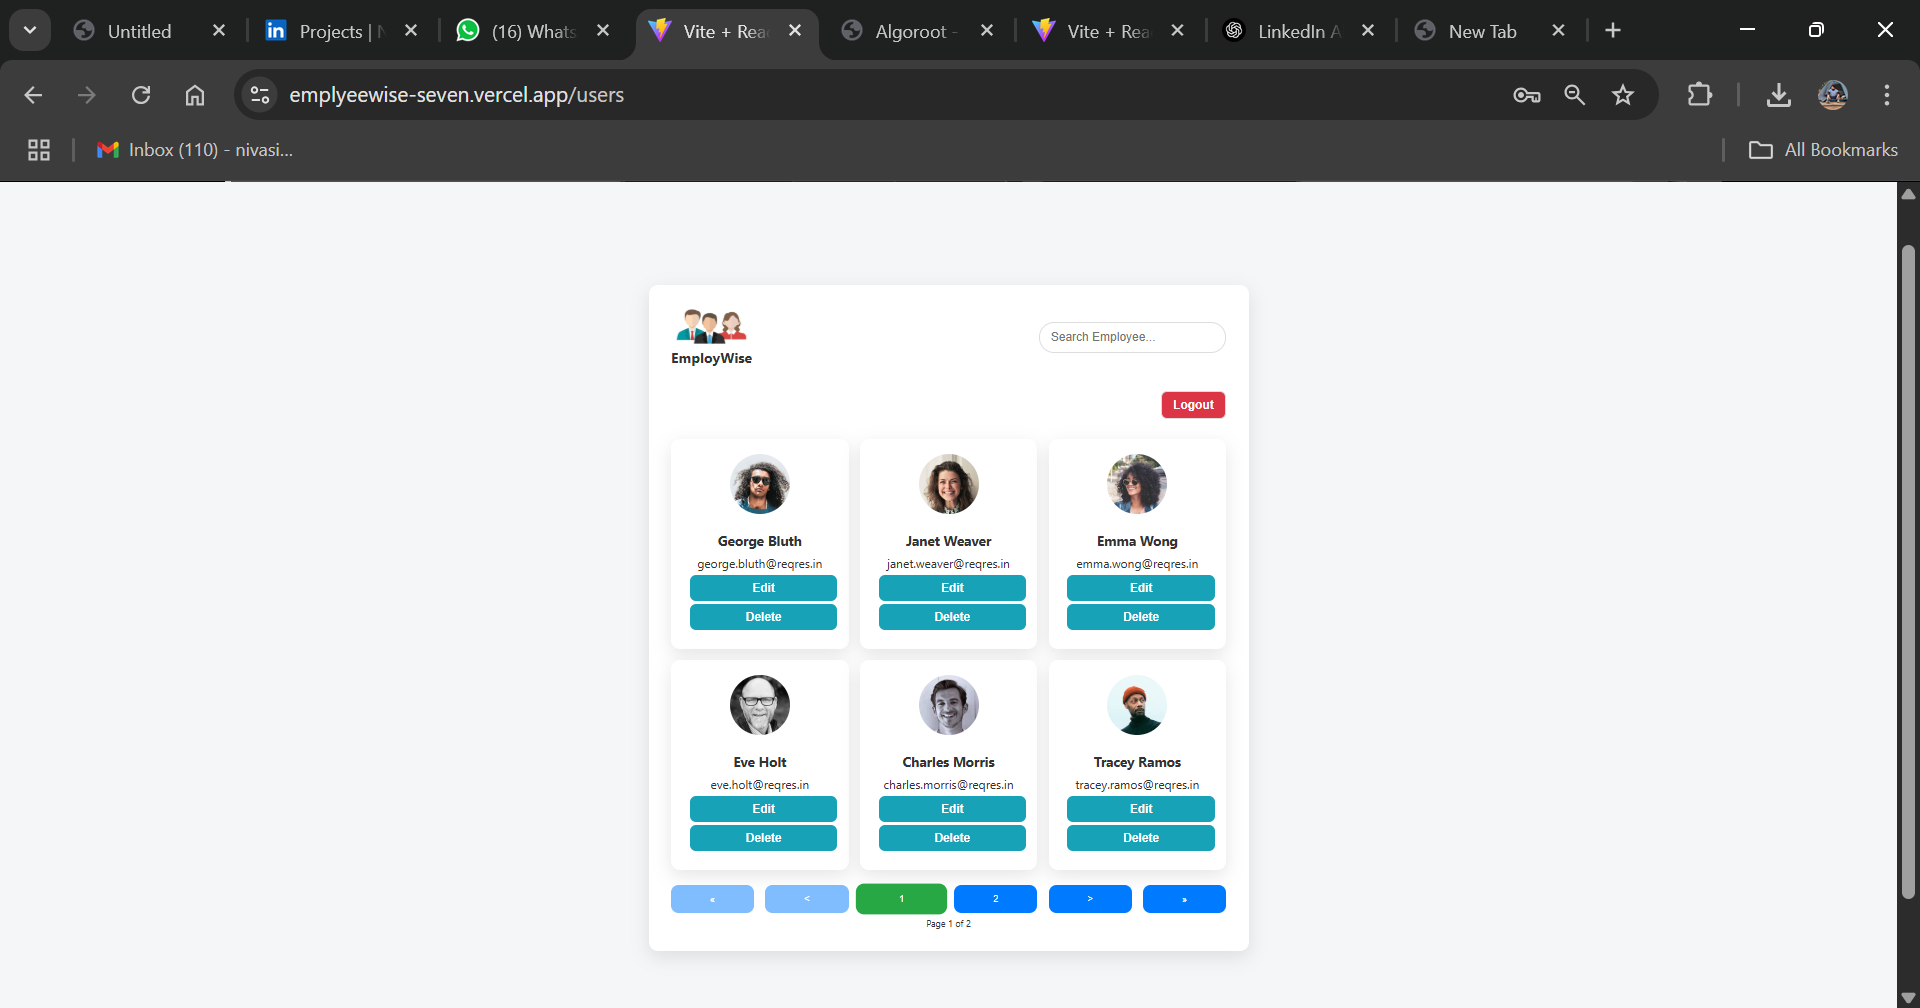 Untitled
Projects | N
(16) Whats
Vite + Rea
Algoroot -
Vite + Rea
LinkedIn A
New Tab
emplyeewise-seven.vercel.app/users
Inbox (110) - nivasi...
All Bookmarks
EmployWise
Search Employee...
Logout
George Bluth
george.bluth@reqres.in
Edit
Delete
Janet Weaver
janet.weaver@reqres.in
Edit
Delete
Emma Wong
emma.wong@reqres.in
Edit
Delete
Eve Holt
eve.holt@reqres.in
Edit
Delete
Charles Morris
charles.morris@reqres.in
Edit
Delete
Tracey Ramos
tracey.ramos@reqres.in
Edit
Delete
« < 1 2 > »
Page 1 of 2